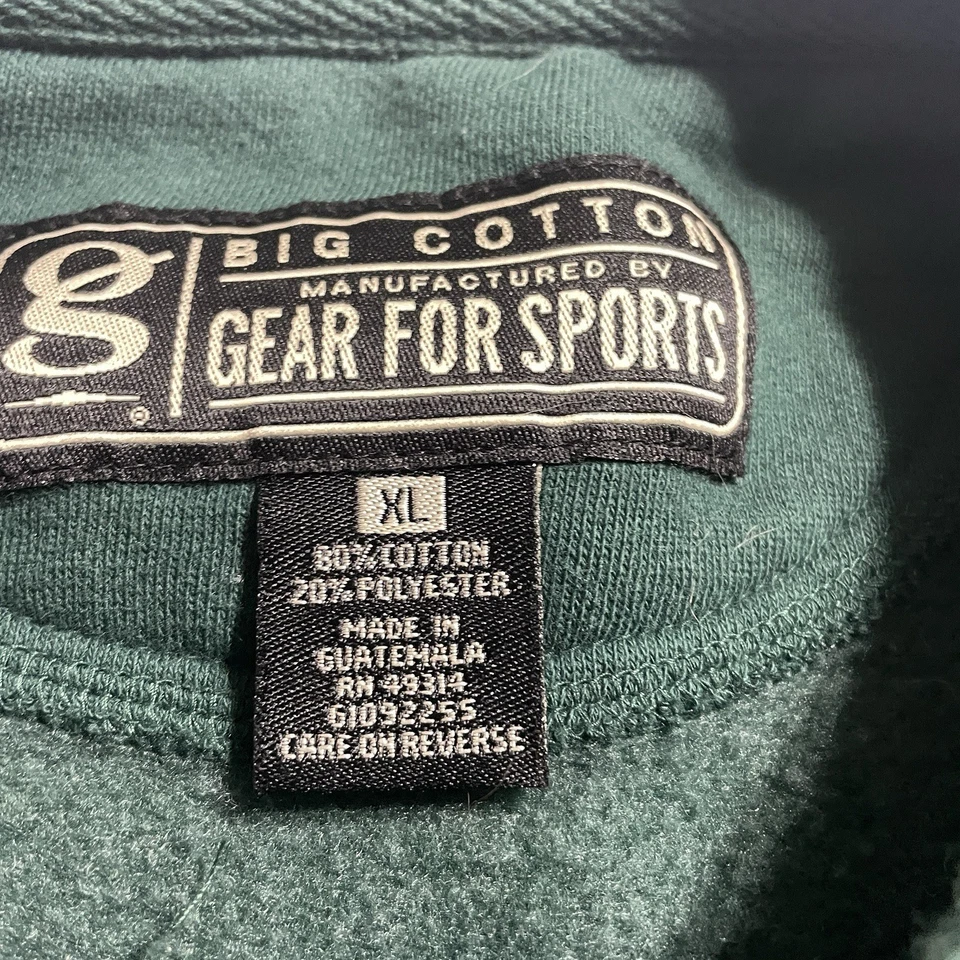 g
BIG COTTON
MANUFACTURED BY
GEAR FOR SPORTS
®
XL
80% COTTON
20% POLYESTER
MADE IN
GUATEMALA
RN 49314
G1092255
CARE ON REVERSE